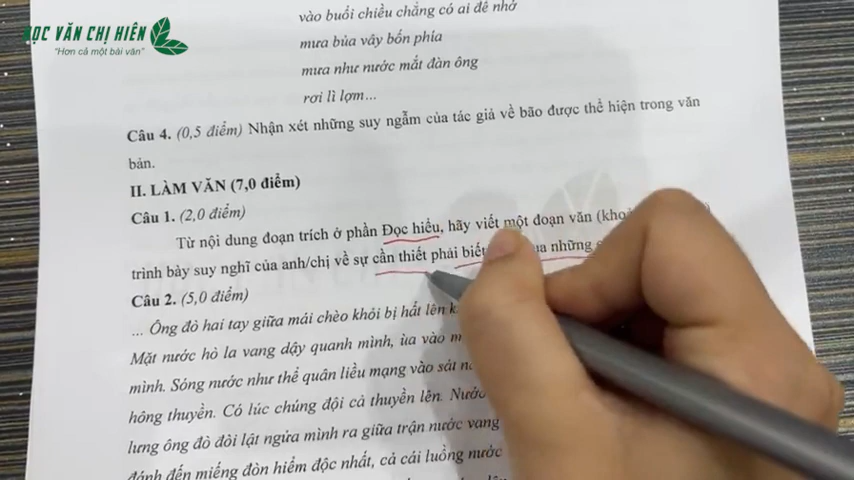 HỌC VĂN CHỊ HIÊN
"Hơn cả một bài văn"
vào buổi chiều chẳng có ai để nhớ
mưa bủa vây bốn phía
mưa như nước mắt đàn ông
rơi lì lợm...
Câu 4. (0,5 điểm) Nhận xét những suy ngẫm của tác giả về bão được thể hiện trong văn
bản.
II. LÀM VĂN (7,0 điểm)
Câu 1. (2,0 điểm)
Từ nội dung đoạn trích ở phần Đọc hiểu, hãy viết một đoạn văn
trình bày suy nghĩ của anh/chị về sự cần thiết phải biết những
Câu 2. (5,0 điểm)
... Ông đò hai tay giữa mái chèo khỏi bị hất lên
Mặt nước hò la vang dậy quanh mình, ùa vào
mình. Sóng nước như thể quân liều mạng vào sát
hông thuyền. Có lúc chúng đội cả thuyền lên. Nước
lưng ông đò đòi lật ngửa mình ra giữa trận nước vang
đánh đến miếng đòn hiểm độc nhất, cả cái luồng nước